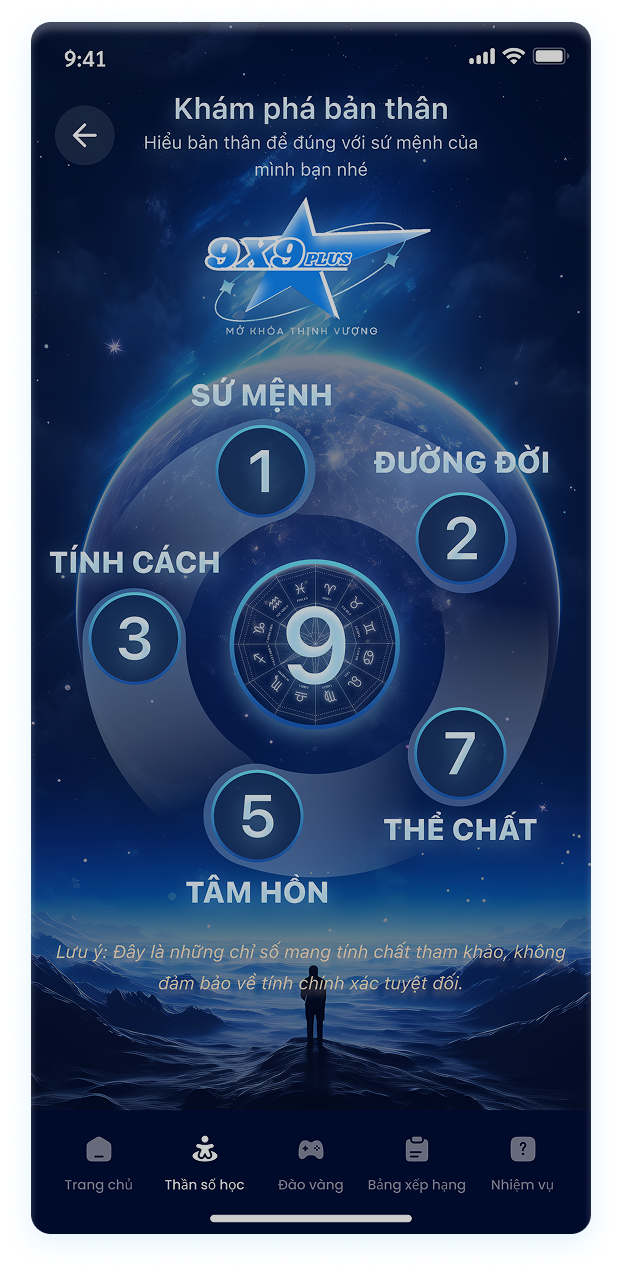 9:41
Khám phá bản thân
Hiểu bản thân để đúng với sứ mệnh của
mình bạn nhé
9X9 PLUS
MỞ KHÓA THỊNH VƯỢNG
SỨ MỆNH
1
ĐƯỜNG ĐỜI
2
TÍNH CÁCH
3
9
7
THỂ CHẤT
5
TÂM HỒN
Lưu ý: Đây là những chỉ số mang tính chất tham khảo, không
đảm bảo về tính chính xác tuyệt đối.
Trang chủ
Thần số học
Đào vàng
Bảng xếp hạng
Nhiệm vụ